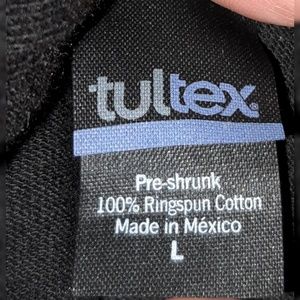 tultex
Pre-shrunk
100% Ringspun Cotton
Made in México
L